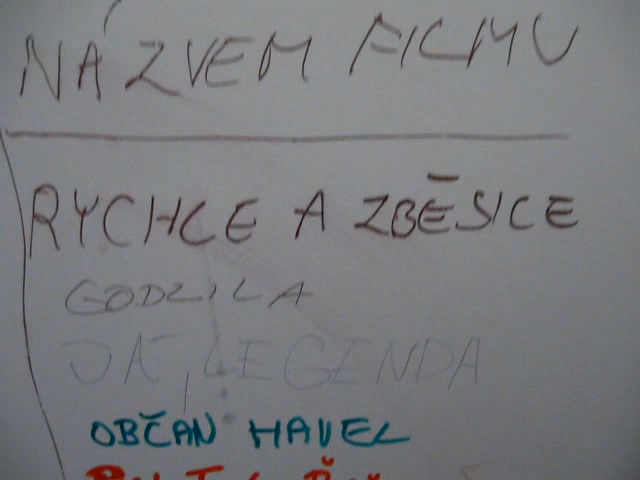 NÁZVEM FILMU
RYCHLE A ZBĚSILE
GODZILA
JÁ, LEGENDA
OBČAN HAVEL